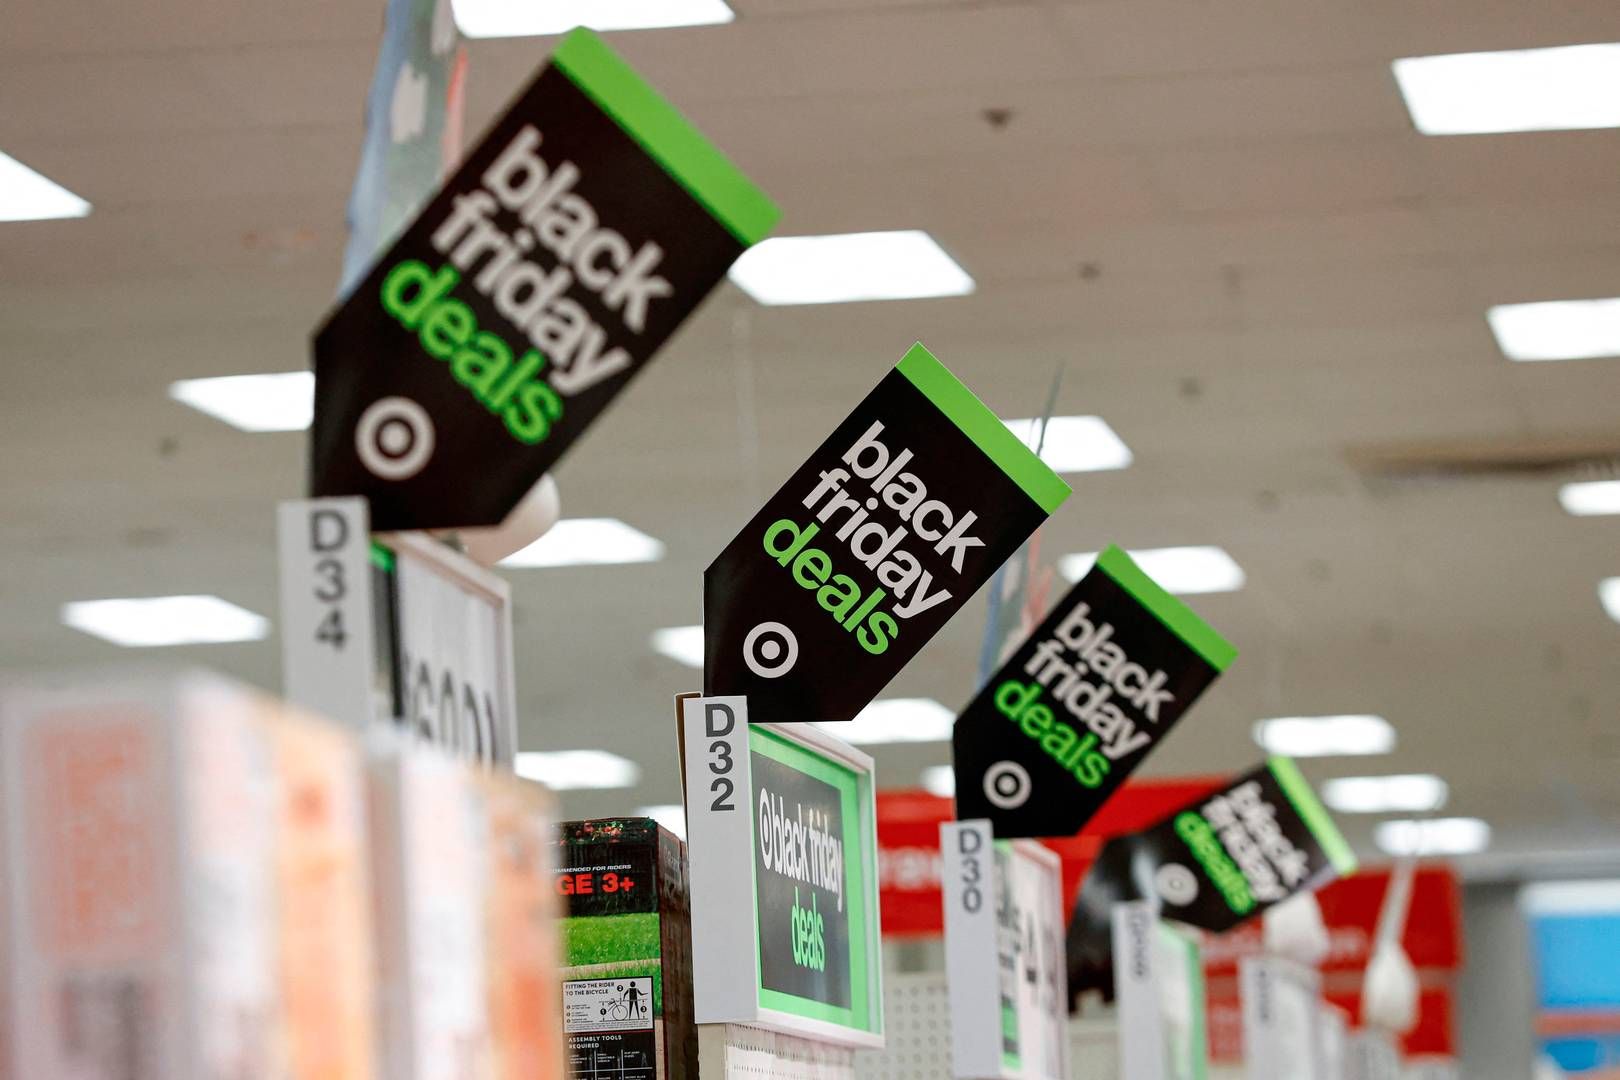 black
friday
deals
D
3
4
black
friday
deals
D
3
2
black friday
deals
black
friday
deals
D
3
0
black
friday
deals
GE 3+
FITTING THE RIDER
TO THE BICYCLE
ASSEMBLY TOOLS
REQUIRED